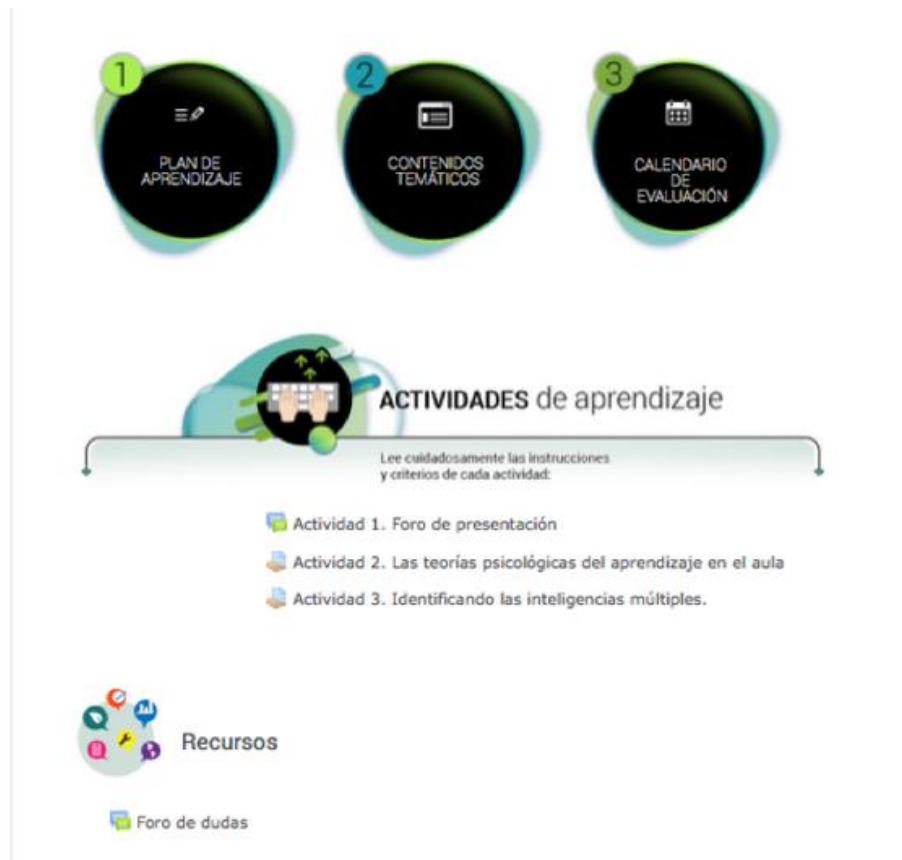 1
PLAN DE
APRENDIZAJE
2
CONTENIDOS
TEMÁTICOS
3
CALENDARIO
DE
EVALUACIÓN
ACTIVIDADES de aprendizaje
Lee cuidadosamente las instrucciones
y criterios de cada actividad:
Actividad 1. Foro de presentación
Actividad 2. Las teorías psicológicas del aprendizaje en el aula
Actividad 3. Identificando las inteligencias múltiples.
Recursos
Foro de dudas